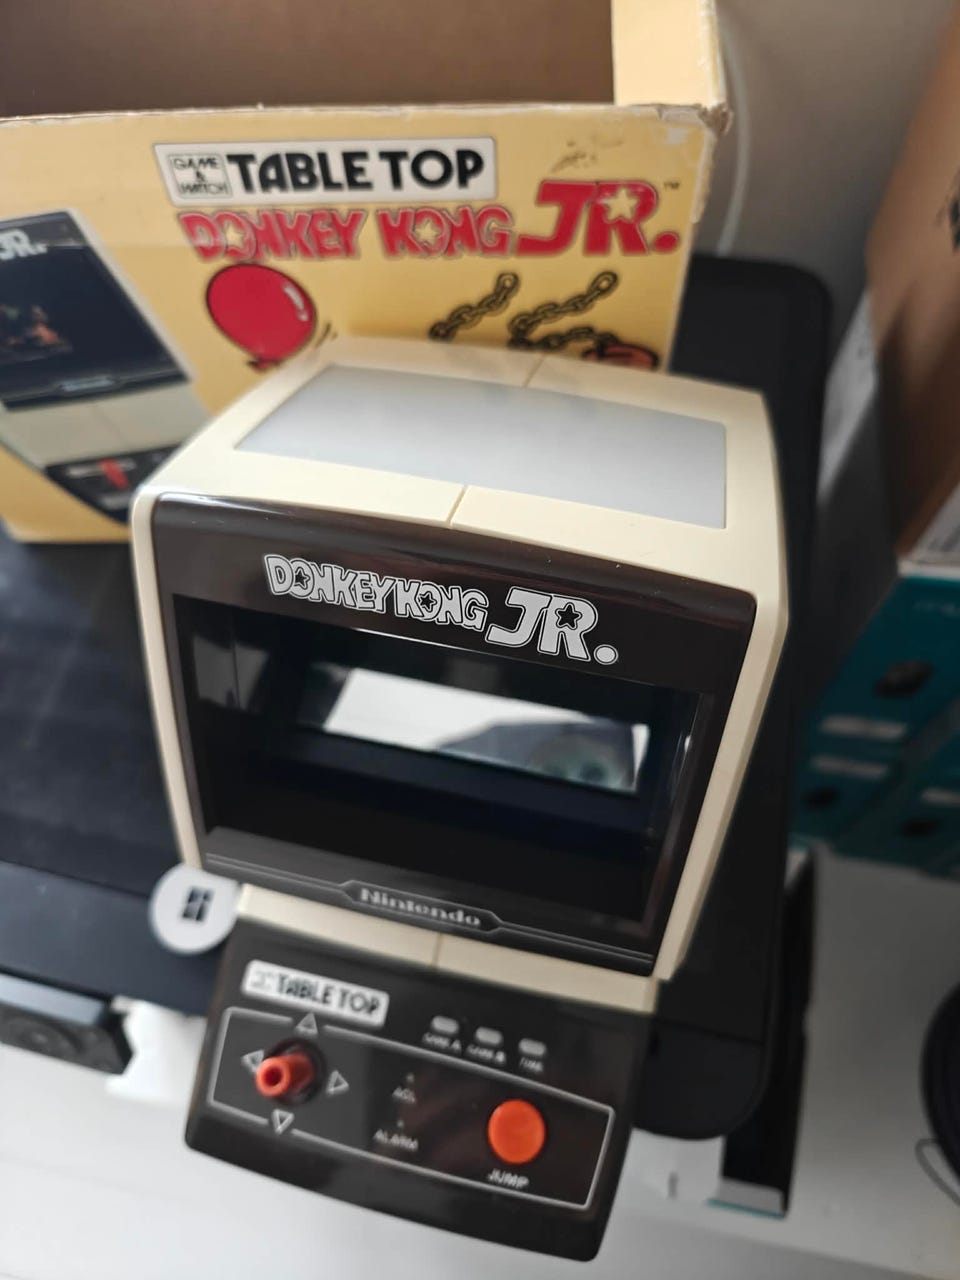 GAME & WATCH TABLE TOP
DONKEY KONG JR.™
JR.
DONKEY KONG JR.
Nintendo
TABLE TOP
GAME A GAME B TIME
ACL
ALARM
JUMP